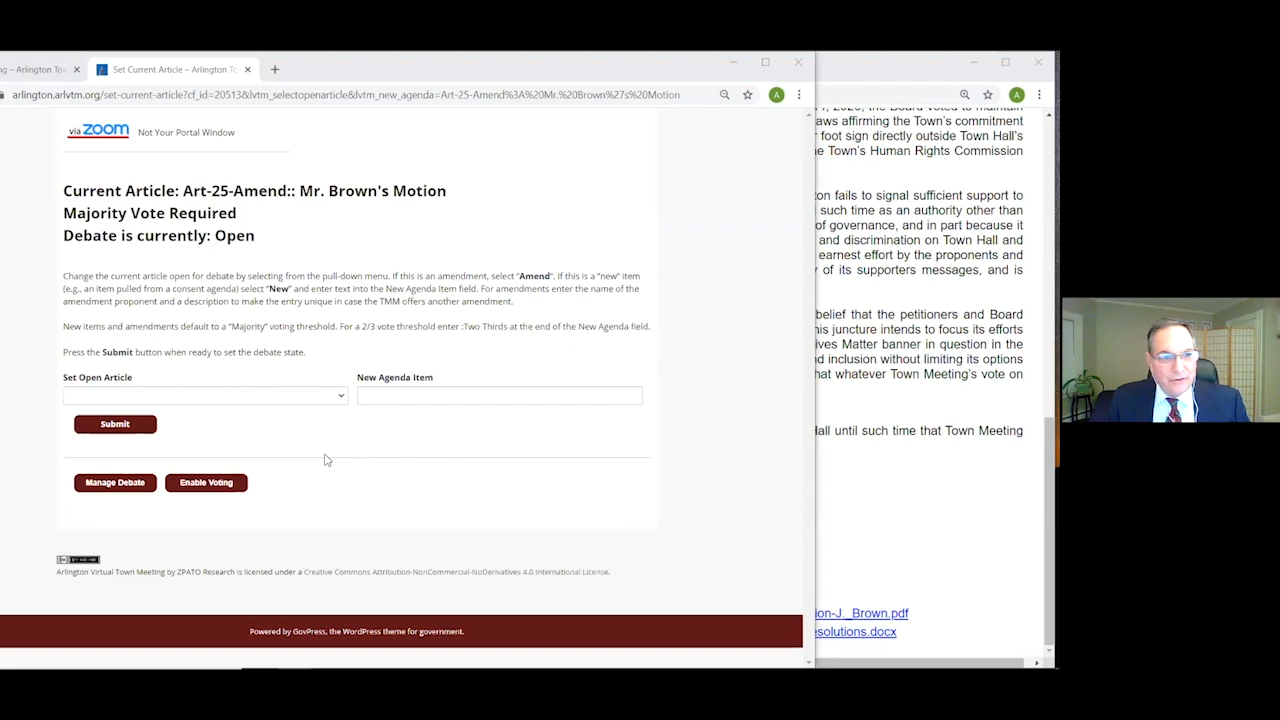 ng – Arlington Tov
Set Current Article – Arlington To
arlington.arlvtm.org/set-current-article?cf_id=20513&lvtm_selectopenarticle&lvtm_new_agenda=Art-25-Amend%3A%20Mr.%20Brown%27s%20Motion
A
A
via zoom Not Your Portal Window
Current Article: Art-25-Amend:: Mr. Brown's Motion
Majority Vote Required
Debate is currently: Open
Change the current article open for debate by selecting from the pull-down menu. If this is an amendment, select "Amend". If this is a "new" item
(e.g., an item pulled from a consent agenda) select "New" and enter text into the New Agenda Item field. For amendments enter the name of the
amendment proponent and a description to make the entry unique in case the TMM offers another amendment.
New items and amendments default to a "Majority" voting threshold. For a 2/3 vote threshold enter :Two Thirds at the end of the New Agenda field.
Press the Submit button when ready to set the debate state.
Set Open Article
New Agenda Item
Submit
Manage Debate
Enable Voting
Arlington Virtual Town Meeting by ZPATO Research is licensed under a Creative Commons Attribution-NonCommercial-NoDerivatives 4.0 International License.
Powered by GovPress, the WordPress theme for government.
1, 2020, the Board voted to maintain
aws affirming the Town's commitment
r foot sign directly outside Town Hall's
e Town's Human Rights Commission
ton fails to signal sufficient support to
such time as an authority other than
of governance, and in part because it
and discrimination on Town Hall and
earnest effort by the proponents and
y of its supporters messages, and is
belief that the petitioners and Board
his juncture intends to focus its efforts
ives Matter banner in question in the
nd inclusion without limiting its options
hat whatever Town Meeting's vote on
Hall until such time that Town Meeting
ion-J._Brown.pdf
esolutions.docx